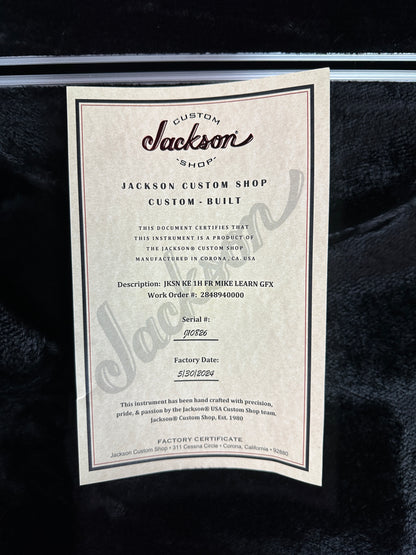 CUSTOM
Jackson®
-SHOP-
JACKSON CUSTOM SHOP
CUSTOM - BUILT
THIS DOCUMENT CERTIFIES THAT
THIS INSTRUMENT IS A PRODUCT OF
THE JACKSON® CUSTOM SHOP
MANUFACTURED IN CORONA, CA. USA
Jackson
Description: JKSN KE 1H FR MIKE LEARN GFX
Work Order #: 2848940000
Serial #:
J10826
Factory Date:
5/30/2024
This instrument has been hand crafted with precision,
pride, & passion by the Jackson® USA Custom Shop team.
Jackson® Custom Shop, Est. 1980
FACTORY CERTIFICATE
Jackson Custom Shop • 311 Cessna Circle • Corona, California • 92880